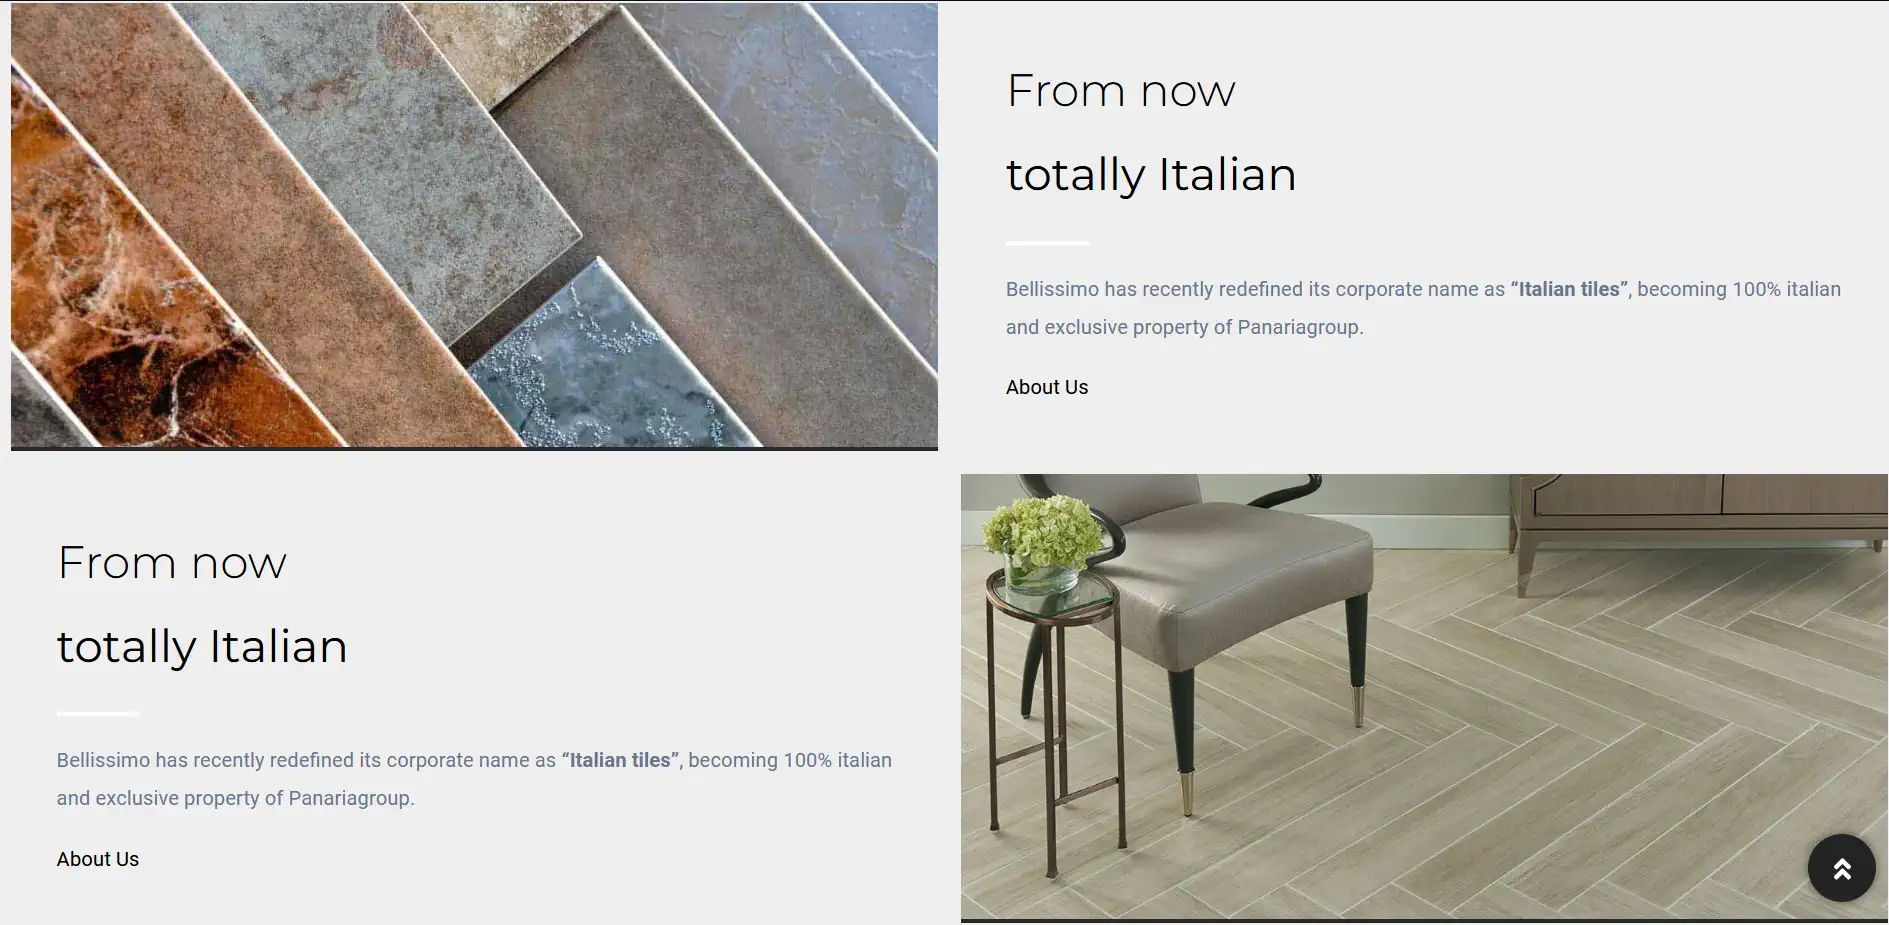 From now
totally Italian
Bellissimo has recently redefined its corporate name as “Italian tiles”, becoming 100% italian
and exclusive property of Panariagroup.
About Us
From now
totally Italian
Bellissimo has recently redefined its corporate name as “Italian tiles”, becoming 100% italian
and exclusive property of Panariagroup.
About Us